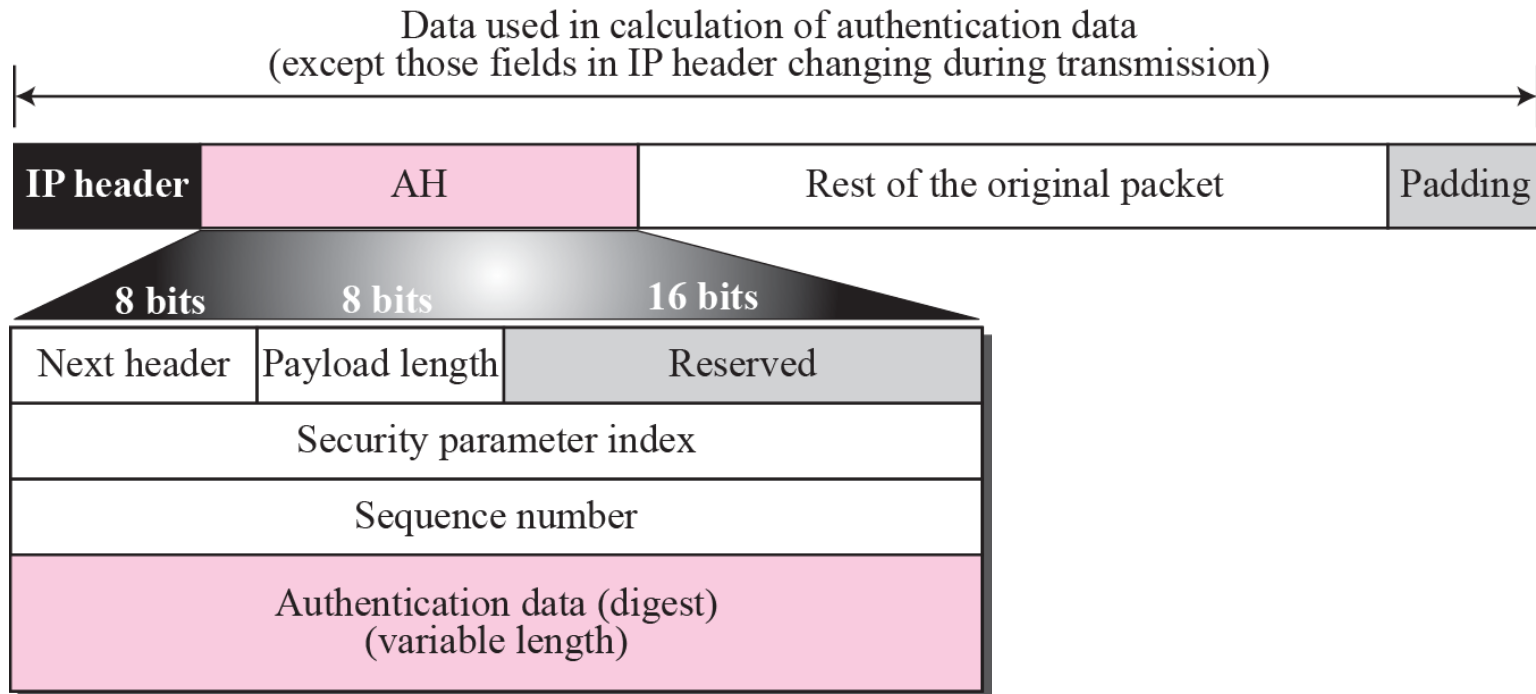 Data used in calculation of authentication data
(except those fields in IP header changing during transmission)
IP header AH Rest of the original packet Padding
8 bits 8 bits 16 bits
Next header Payload length Reserved
Security parameter index
Sequence number
Authentication data (digest)
(variable length)